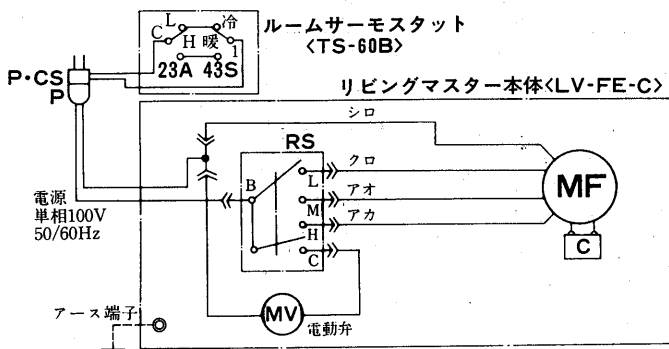 ルームサーモスタット
<TS-60B>
L 冷
C H 暖 1
23A 43S
P・CS
P
リビングマスター本体<LV-FE-C>
シロ
RS
クロ
B L
アオ
M
アカ
H
C
MF
C
電源
単相100V
50/60Hz
アース端子
MV
電動弁